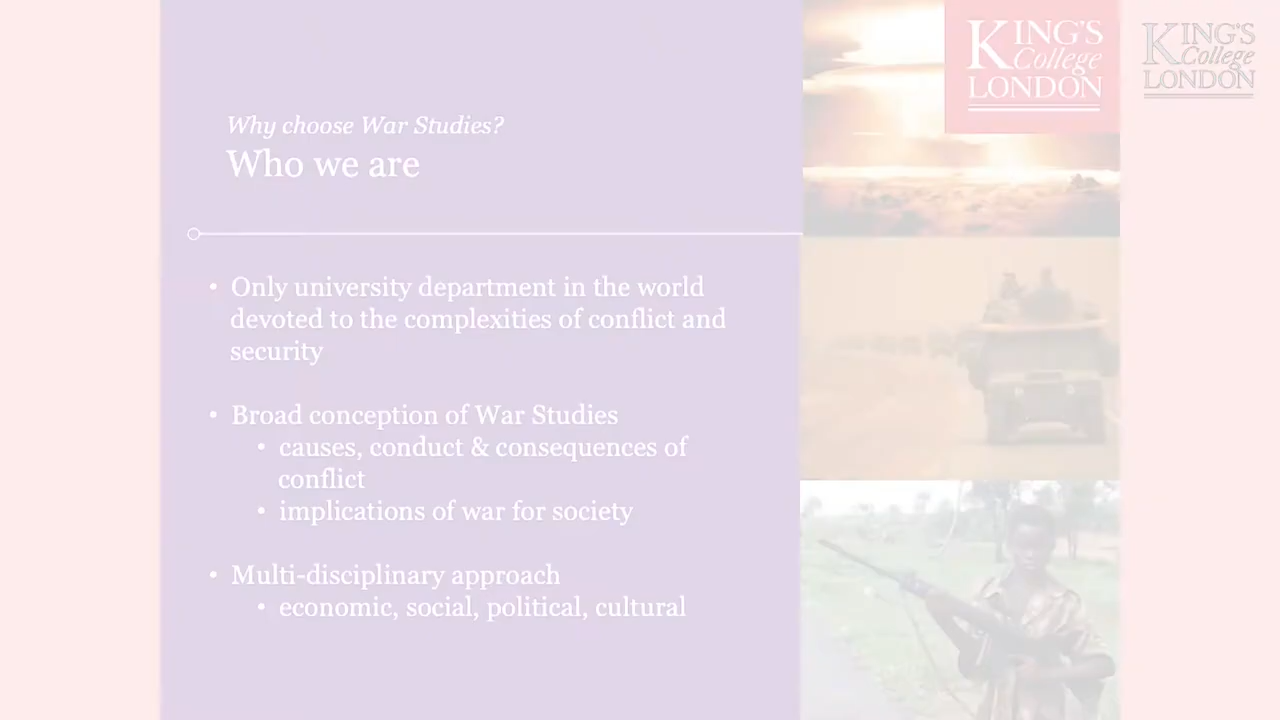 KING'S
College
LONDON
KING'S
College
LONDON
Why choose War Studies?
Who we are
• Only university department in the world
devoted to the complexities of conflict and
security
• Broad conception of War Studies
• causes, conduct & consequences of
conflict
• implications of war for society
• Multi-disciplinary approach
• economic, social, political, cultural